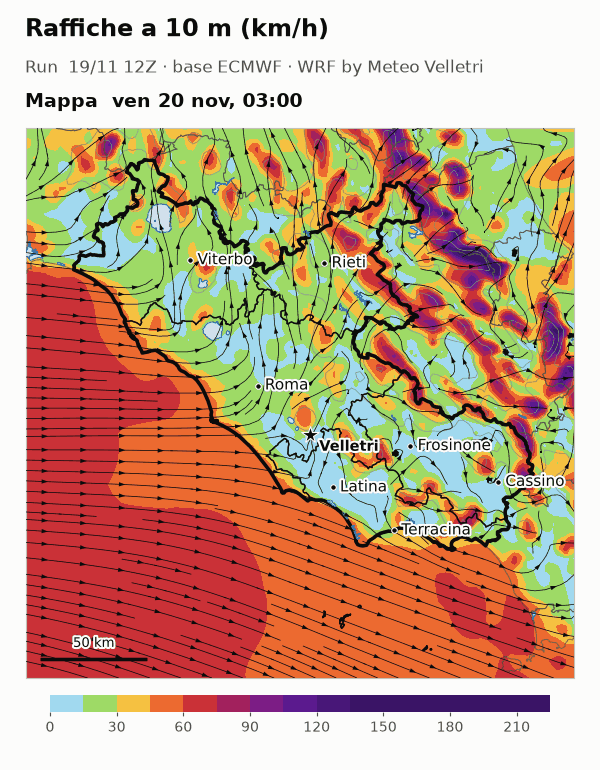 Raffiche a 10 m (km/h)
Run  19/11 12Z · base ECMWF · WRF by Meteo Velletri
Mappa  ven 20 nov, 03:00
Viterbo
Rieti
Roma
Velletri
Frosinone
Latina
Cassino
Terracina
50 km
0 30 60 90 120 150 180 210